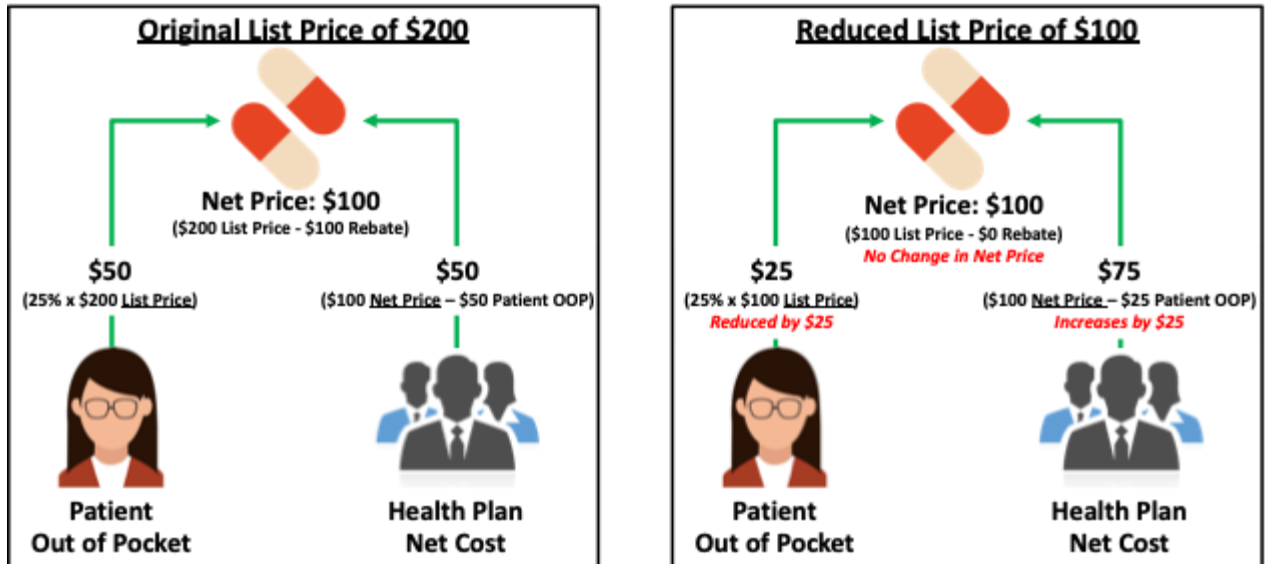 Original List Price of $200
Net Price: $100
($200 List Price - $100 Rebate)
$50
(25% x $200 List Price)
$50
($100 Net Price – $50 Patient OOP)
Patient
Out of Pocket
Health Plan
Net Cost
Reduced List Price of $100
Net Price: $100
($100 List Price - $0 Rebate)
No Change in Net Price
$25
(25% x $100 List Price)
Reduced by $25
$75
($100 Net Price – $25 Patient OOP)
Increases by $25
Patient
Out of Pocket
Health Plan
Net Cost